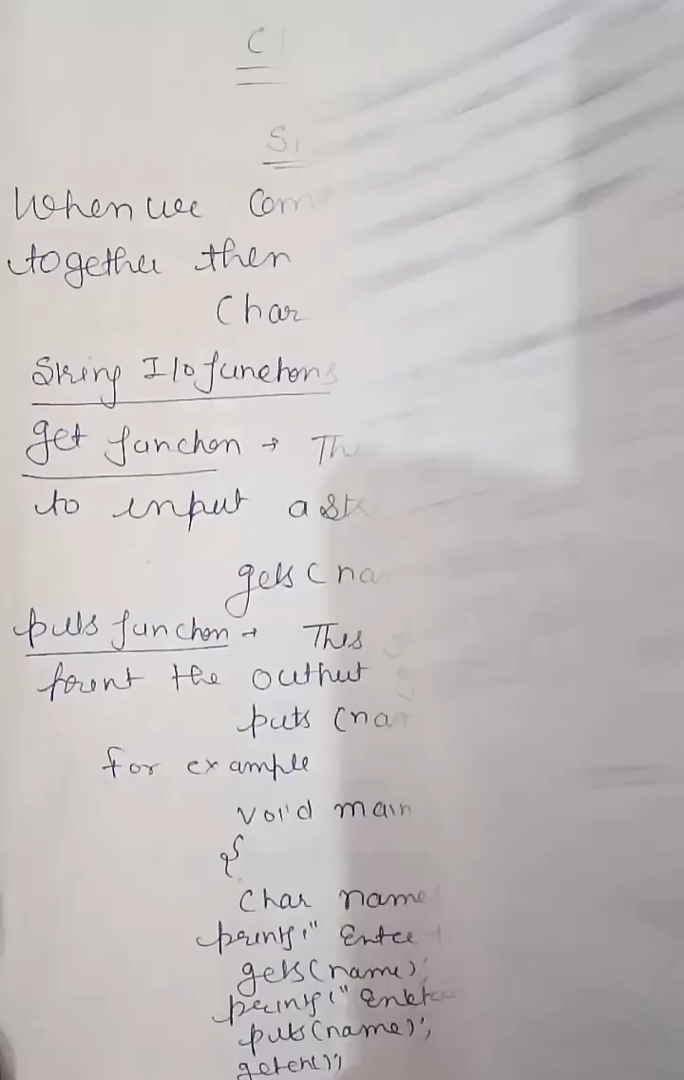 C
S
When we com
together then
char
String I/O functions
get function → Th
to input a st
gets (na
puts function → This
print the output
puts (na
for example
void main
{
char name
printf(" Enter
gets(name);
printf(" Ent
puts(name);
getch();